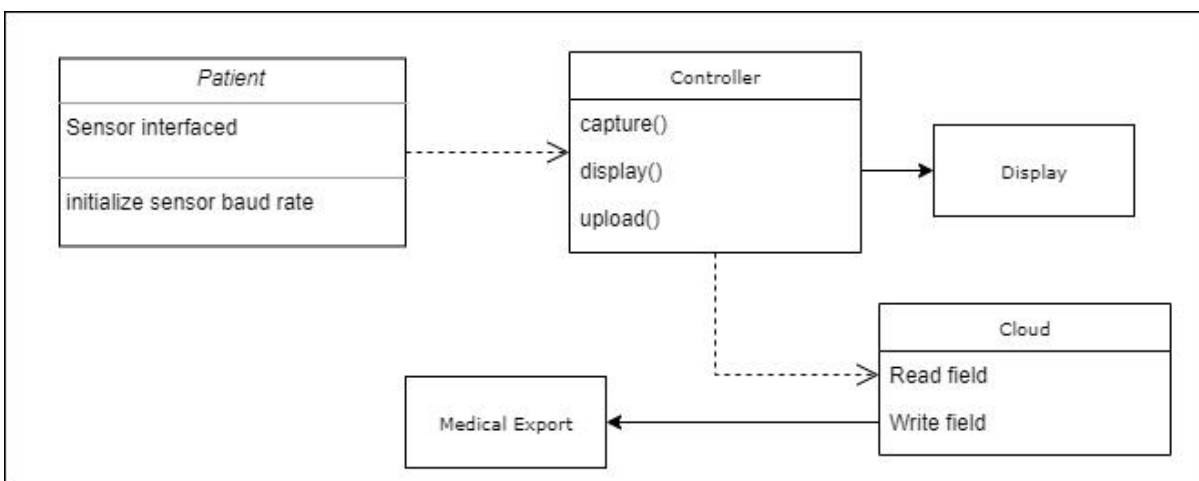 Patient
Sensor interfaced
initialize sensor baud rate
Controller
capture()
display()
upload()
Display
Cloud
Read field
Write field
Medical Export